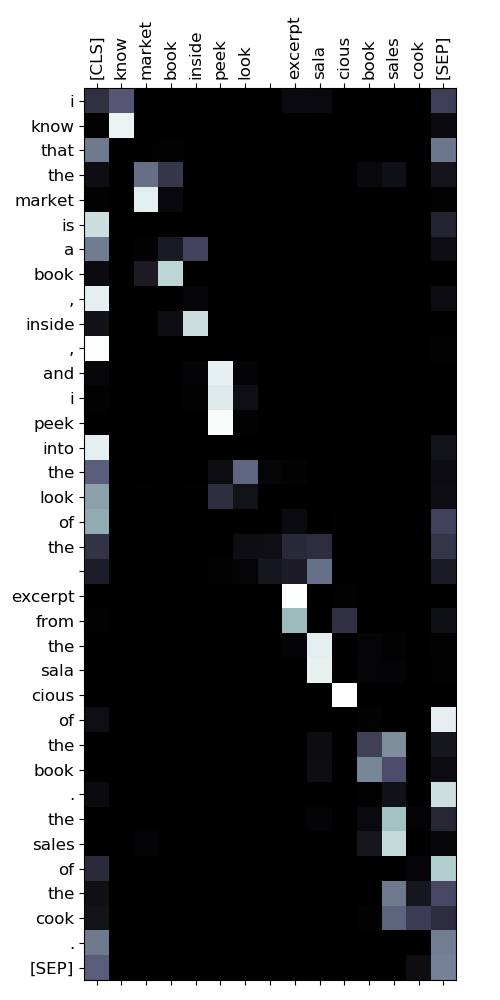 [CLS]
know
market
book
inside
peek
look
excerpt
sala
cious
book
sales
cook
[SEP]
i
know
that
the
market
is
a
book
,
inside
,
and
i
peek
into
the
look
of
the
excerpt
from
the
sala
cious
of
the
book
.
the
sales
of
the
cook
.
[SEP]